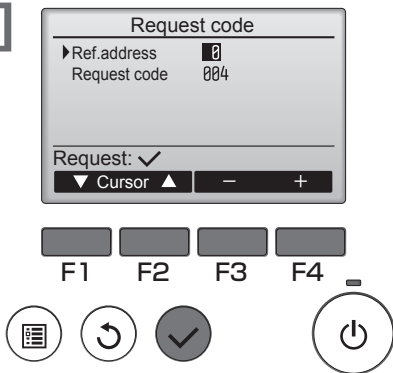 Request code
Ref.address 0
Request code 004
Request: ✓
▼ Cursor ▲ − +
F1 F2 F3 F4